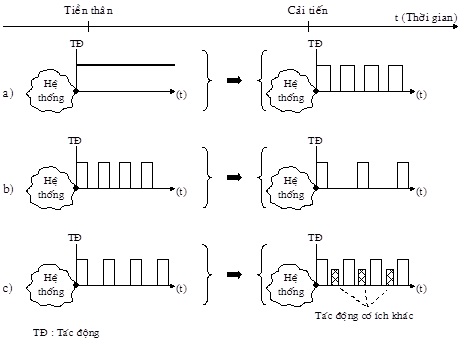 Tiền thân
Cải tiến
t (Thời gian)
TĐ
TĐ
a)
Hệ thống
(t)
Hệ thống
(t)
TĐ
TĐ
b)
Hệ thống
(t)
Hệ thống
(t)
TĐ
TĐ
c)
Hệ thống
(t)
Hệ thống
(t)
Tác động có ích khác
TĐ : Tác động